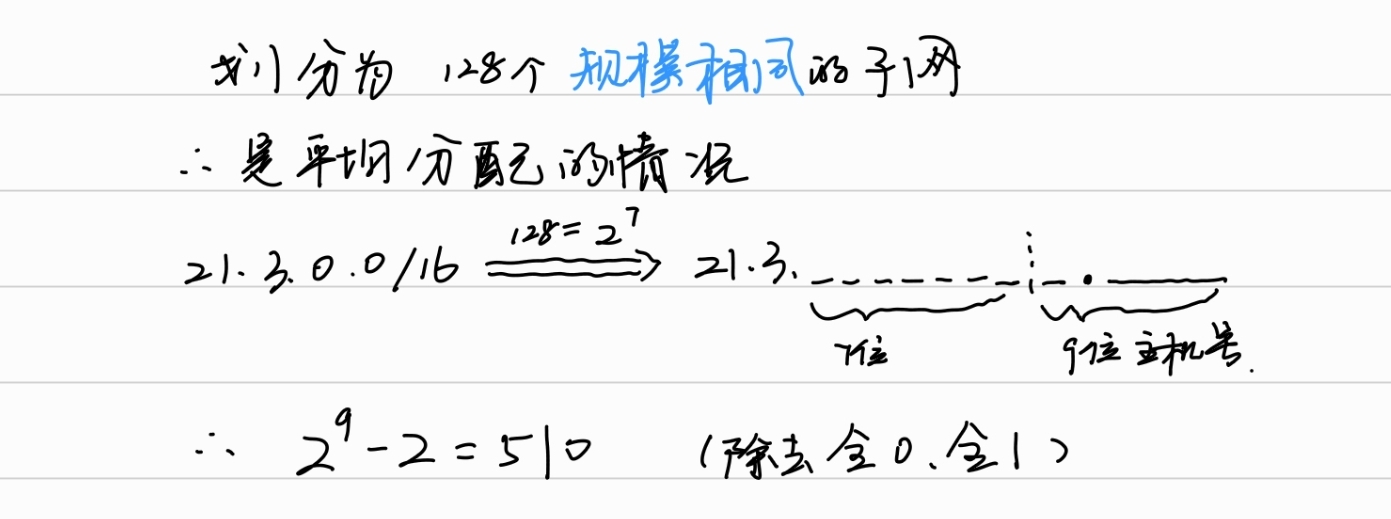 划分为 128个 规模相同的子网
∴ 是平均分配的情况
21.3.0.0/16 128=2^7 ⟹ 21.3. _ _ _ _ _ _ _ ┊ _ . ____
7位 9位主机号.
∴ 2^9-2=510 (除去全0、全1)